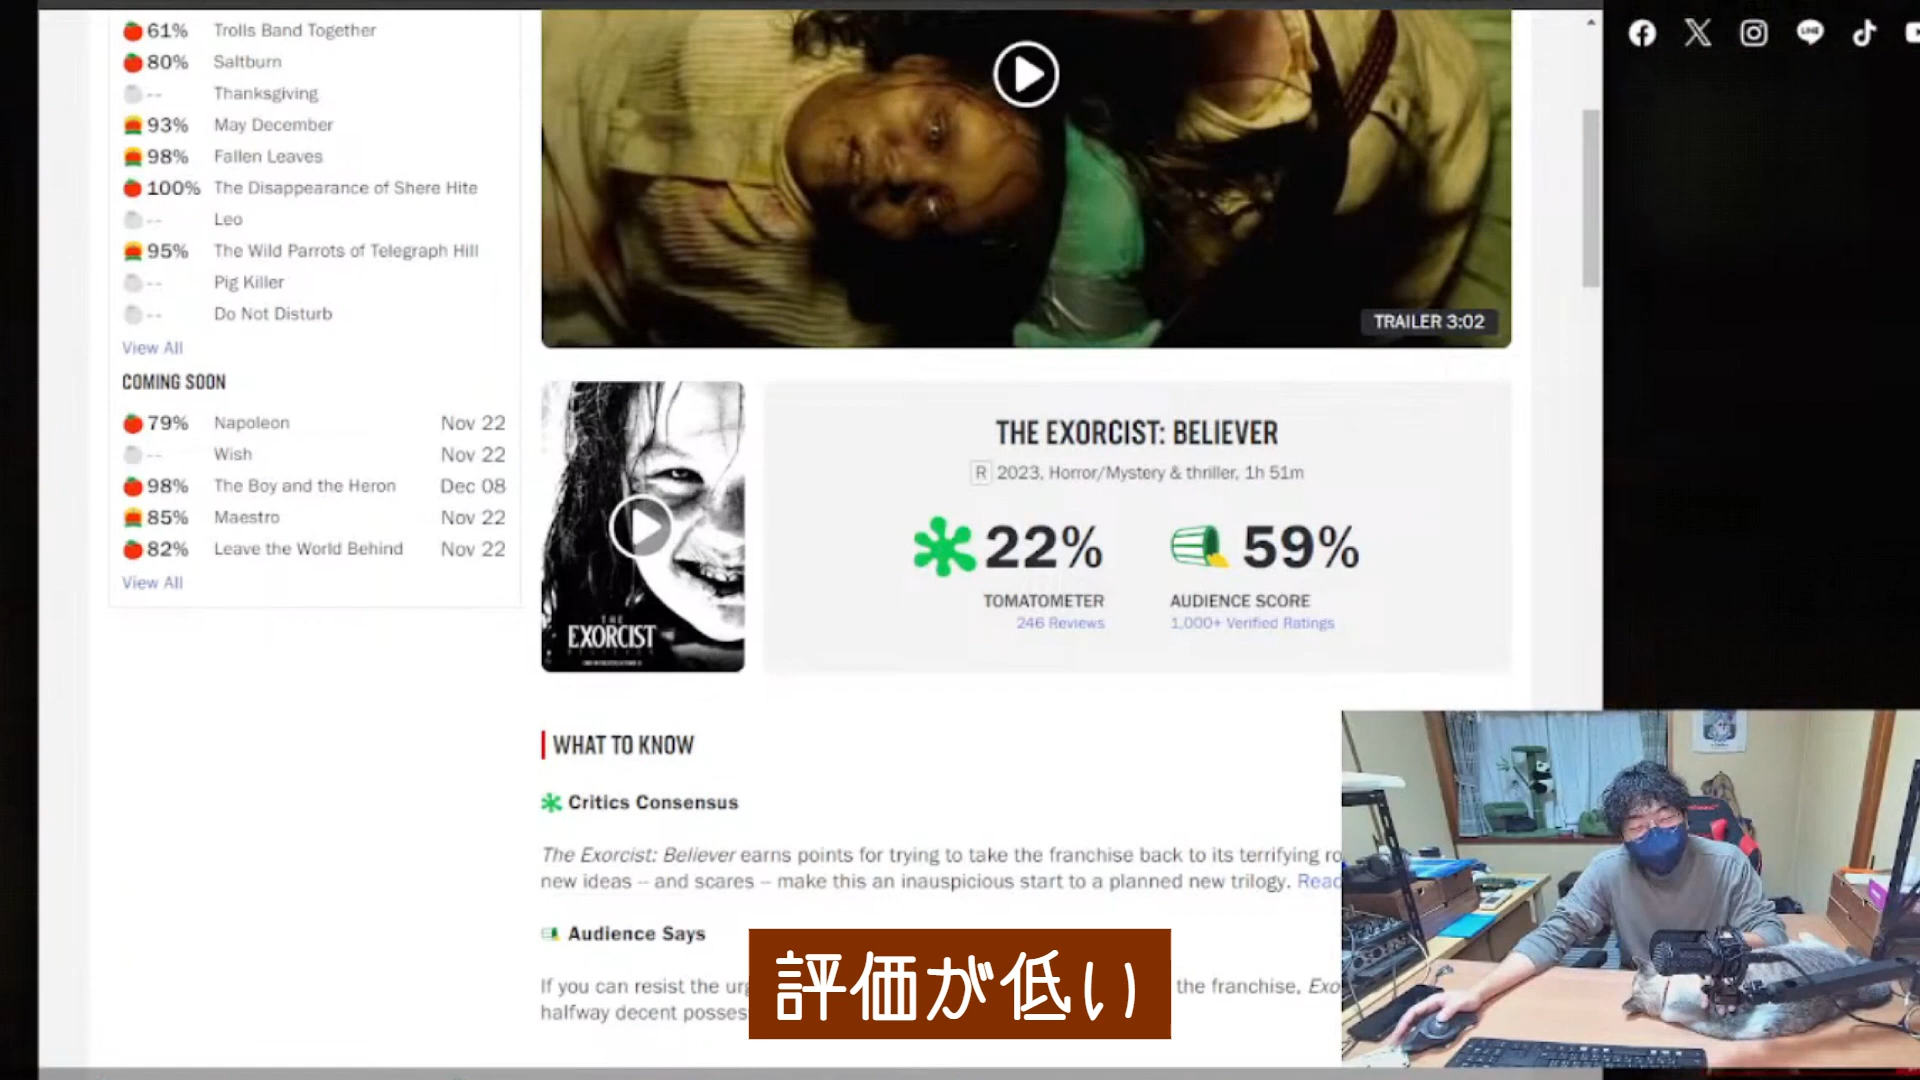 61% Trolls Band Together
80% Saltburn
-- Thanksgiving
93% May December
98% Fallen Leaves
100% The Disappearance of Shere Hite
-- Leo
95% The Wild Parrots of Telegraph Hill
-- Pig Killer
-- Do Not Disturb
View All
COMING SOON
79% Napoleon Nov 22
-- Wish Nov 22
98% The Boy and the Heron Dec 08
85% Maestro Nov 22
82% Leave the World Behind Nov 22
View All
TRAILER 3:02
THE
EXORCIST
BELIEVER
THE EXORCIST: BELIEVER
R 2023, Horror/Mystery & thriller, 1h 51m
22% 59%
TOMATOMETER AUDIENCE SCORE
246 Reviews 1,000+ Verified Ratings
WHAT TO KNOW
Critics Consensus
The Exorcist: Believer earns points for trying to take the franchise back to its terrifying ro
new ideas -- and scares -- make this an inauspicious start to a planned new trilogy. Read
Audience Says
If you can resist the ur the franchise, Exo
halfway decent posses
評価が低い
LINE